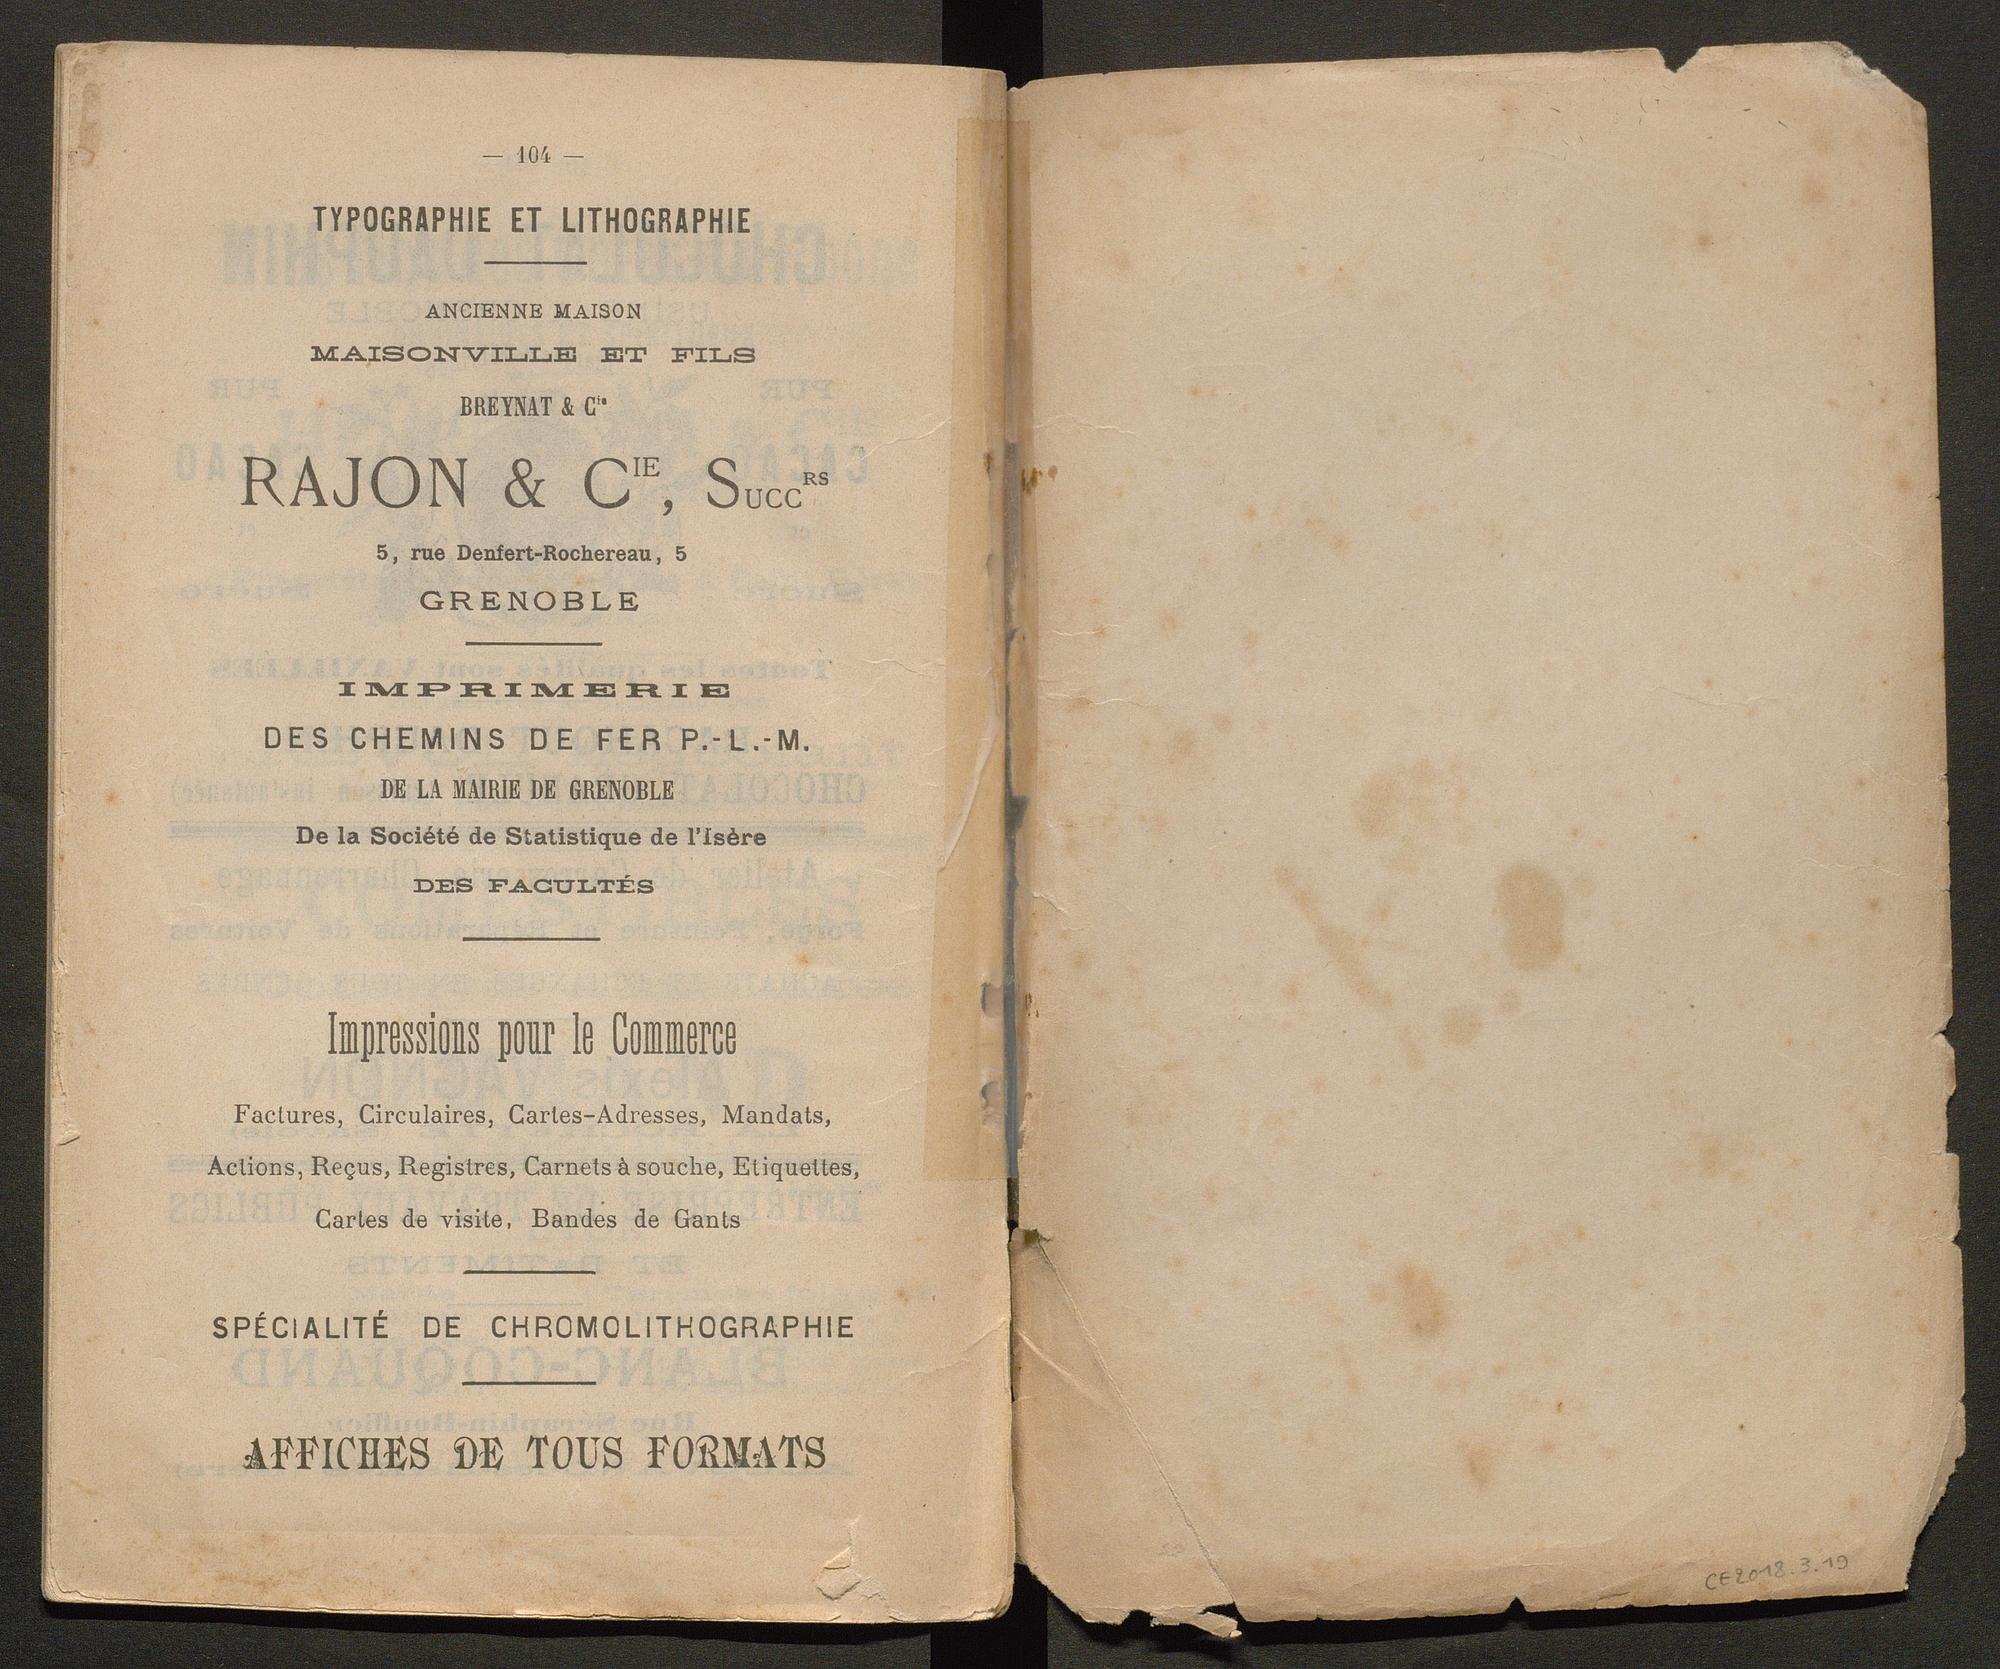 — 104 —
TYPOGRAPHIE ET LITHOGRAPHIE
ANCIENNE MAISON
MAISONVILLE ET FILS
BREYNAT & Cie
RAJON & CIE, SUCCRS
5, rue Denfert-Rochereau, 5
GRENOBLE
IMPRIMERIE
DES CHEMINS DE FER P.-L.-M.
DE LA MAIRIE DE GRENOBLE
De la Société de Statistique de l'Isère
DES FACULTÉS
Impressions pour le Commerce
Factures, Circulaires, Cartes-Adresses, Mandats,
Actions, Reçus, Registres, Carnets à souche, Etiquettes,
Cartes de visite, Bandes de Gants
SPÉCIALITÉ DE CHROMOLITHOGRAPHIE
AFFICHES DE TOUS FORMATS
CE2018.3.19